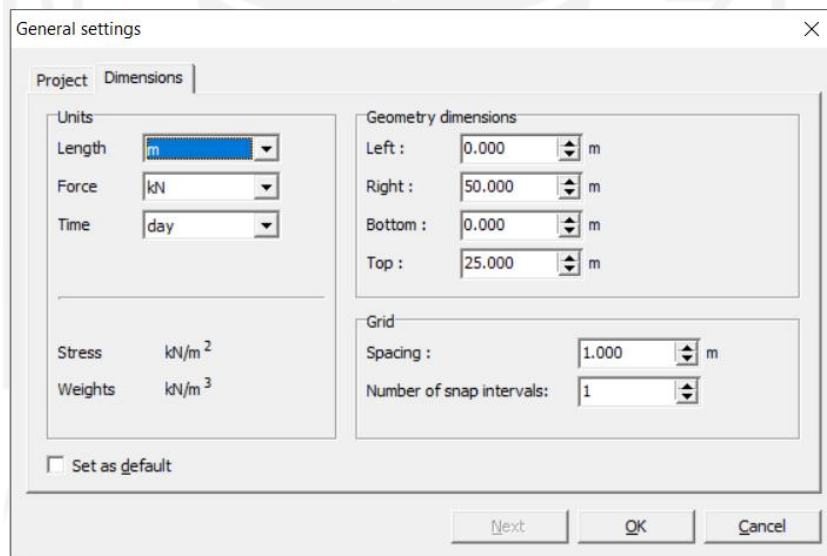 General settings
Project Dimensions
Units
Length m
Force kN
Time day
Stress kN/m²
Weights kN/m³
Geometry dimensions
Left : 0.000 m
Right : 50.000 m
Bottom : 0.000 m
Top : 25.000 m
Grid
Spacing : 1.000 m
Number of snap intervals: 1
Set as default
Next OK Cancel